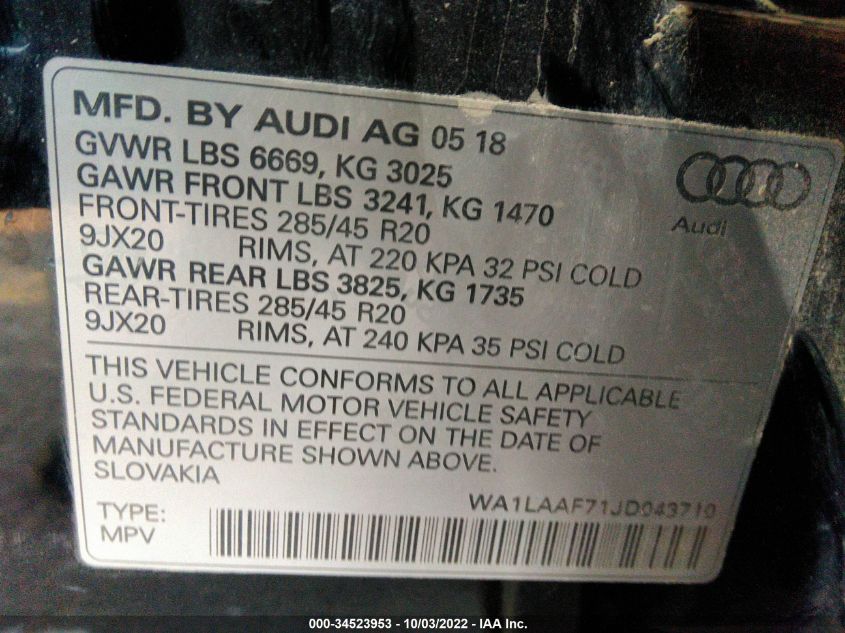 MFD. BY AUDI AG 05 18
GVWR LBS 6669, KG 3025
GAWR FRONT LBS 3241, KG 1470
FRONT-TIRES 285/45 R20
9JX20 RIMS, AT 220 KPA 32 PSI COLD
GAWR REAR LBS 3825, KG 1735
REAR-TIRES 285/45 R20
9JX20 RIMS, AT 240 KPA 35 PSI COLD
Audi
THIS VEHICLE CONFORMS TO ALL APPLICABLE
U.S. FEDERAL MOTOR VEHICLE SAFETY
STANDARDS IN EFFECT ON THE DATE OF
MANUFACTURE SHOWN ABOVE.
SLOVAKIA
WA1LAAF71JD043710
TYPE:
MPV
000-34523953 - 10/03/2022 - IAA Inc.